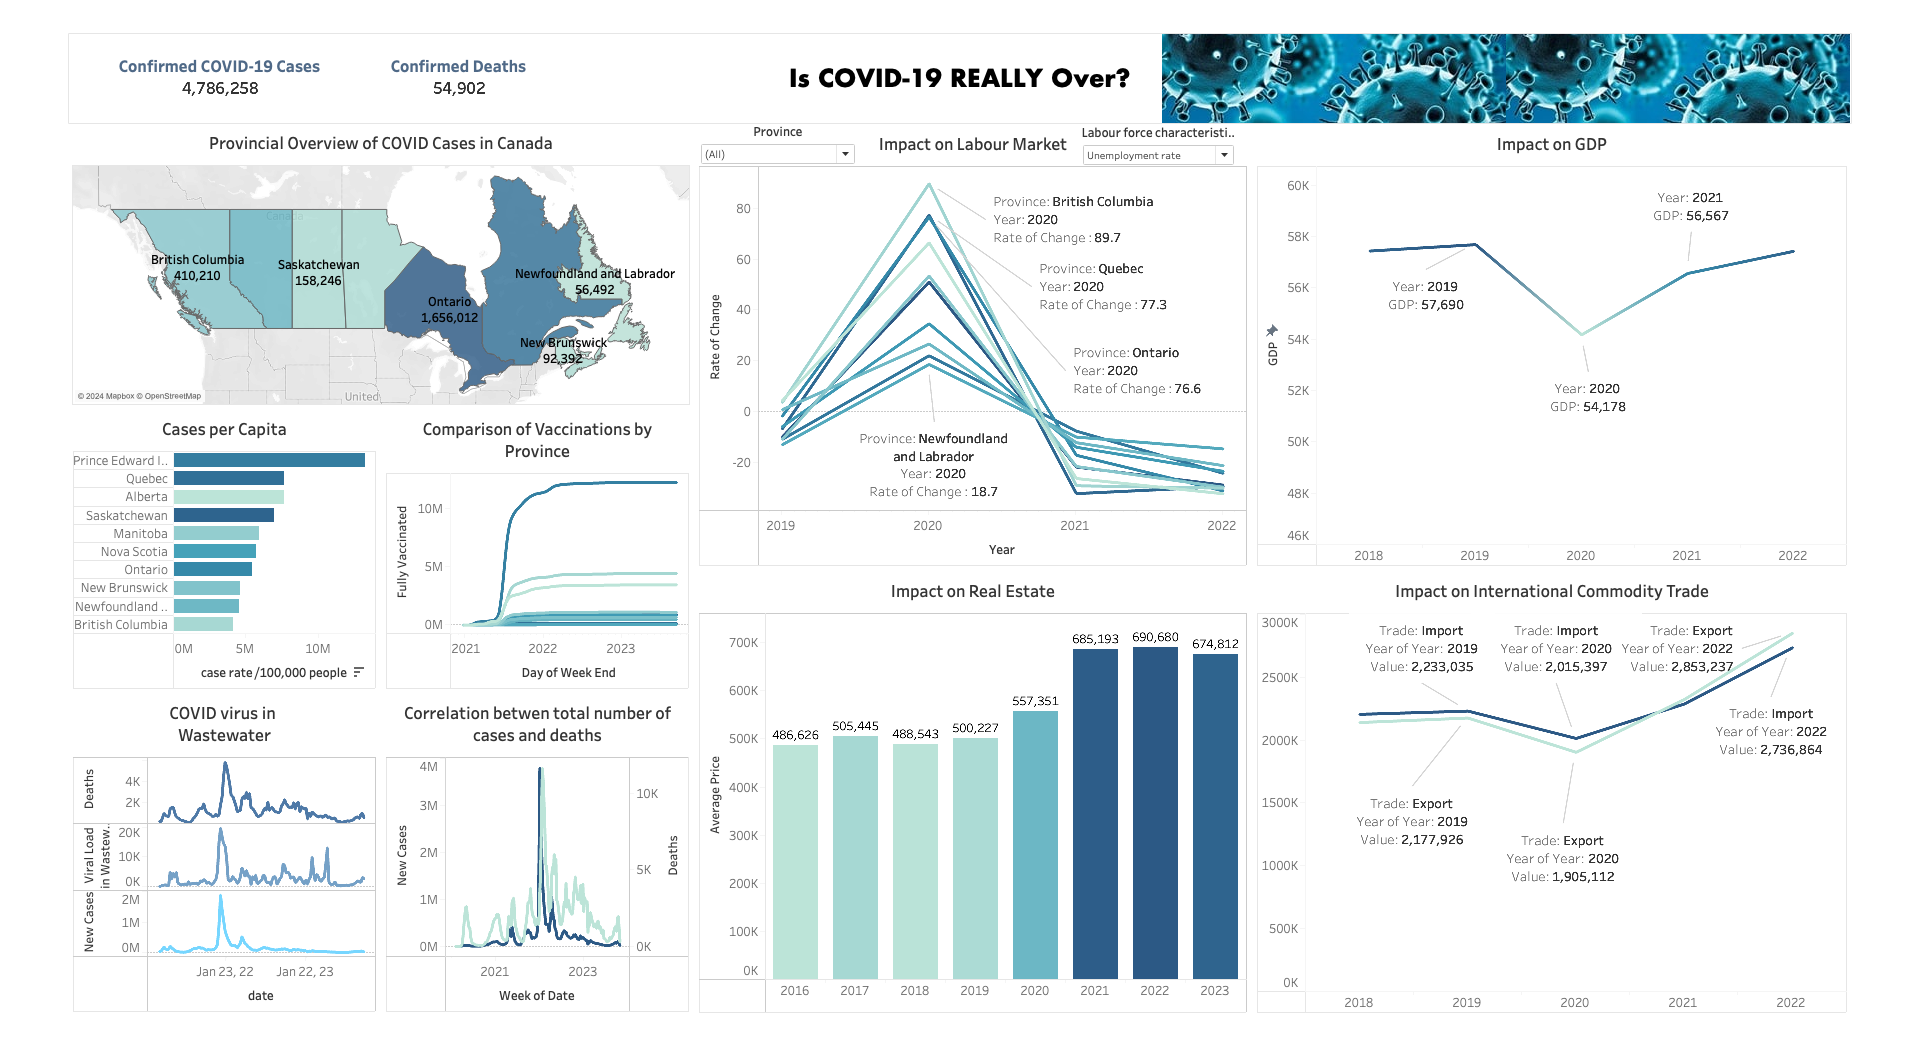 Confirmed COVID-19 Cases
4,786,258
Confirmed Deaths
54,902
Is COVID-19 REALLY Over?
Provincial Overview of COVID Cases in Canada
Canada
British Columbia
410,210
Saskatchewan
158,246
Ontario
1,656,012
Newfoundland and Labrador
56,492
New Brunswick
92,392
United
© 2024 Mapbox © OpenStreetMap
Cases per Capita
Prince Edward I..
Quebec
Alberta
Saskatchewan
Manitoba
Nova Scotia
Ontario
New Brunswick
Newfoundland ..
British Columbia
0M 5M 10M
case rate/100,000 people
Comparison of Vaccinations by
Province
Fully Vaccinated
10M
5M
0M
2021 2022 2023
Day of Week End
COVID virus in
Wastewater
Deaths
4K
2K
Viral Load
in Wastew..
20K
10K
0K
New Cases
2M
1M
0M
Jan 23, 22 Jan 22, 23
date
Correlation betwen total number of
cases and deaths
New Cases
4M
3M
2M
1M
0M
10K
5K
0K
Deaths
2021 2023
Week of Date
Province
(All)
Impact on Labour Market
Labour force characteristi..
Unemployment rate
Rate of Change
80
60
40
20
0
-20
Province: British Columbia
Year: 2020
Rate of Change : 89.7
Province: Quebec
Year: 2020
Rate of Change : 77.3
Province: Ontario
Year: 2020
Rate of Change : 76.6
Province: Newfoundland
and Labrador
Year: 2020
Rate of Change : 18.7
2019 2020 2021 2022
Year
Impact on Real Estate
Average Price
700K
600K
500K
400K
300K
200K
100K
0K
486,626
505,445
488,543
500,227
557,351
685,193
690,680
674,812
2016 2017 2018 2019 2020 2021 2022 2023
Impact on GDP
GDP
60K
58K
56K
54K
52K
50K
48K
46K
Year: 2021
GDP: 56,567
Year: 2019
GDP: 57,690
Year: 2020
GDP: 54,178
2018 2019 2020 2021 2022
Impact on International Commodity Trade
3000K
2500K
2000K
1500K
1000K
500K
0K
Trade: Import
Year of Year: 2019
Value: 2,233,035
Trade: Import
Year of Year: 2020
Value: 2,015,397
Trade: Export
Year of Year: 2022
Value: 2,853,237
Trade: Import
Year of Year: 2022
Value: 2,736,864
Trade: Export
Year of Year: 2019
Value: 2,177,926
Trade: Export
Year of Year: 2020
Value: 1,905,112
2018 2019 2020 2021 2022